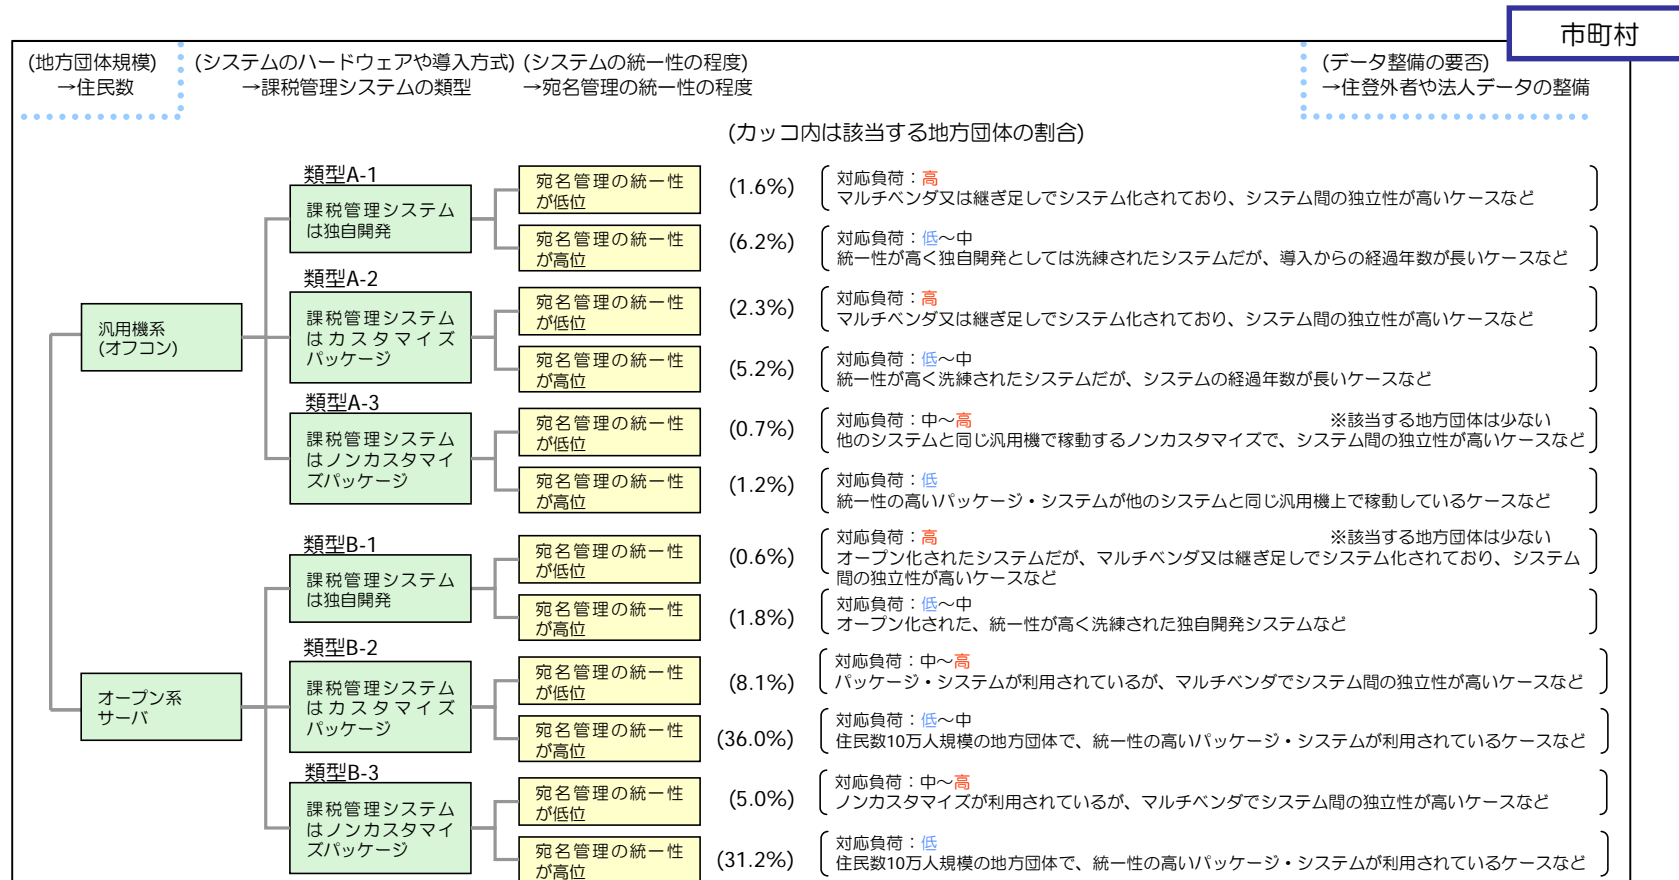 市町村
(地方団体規模)
→住民数
(システムのハードウェアや導入方式)
→課税管理システムの類型
(システムの統一性の程度)
→宛名管理の統一性の程度
(データ整備の要否)
→住登外者や法人データの整備
(カッコ内は該当する地方団体の割合)
汎用機系
(オフコン)
類型A-1
課税管理システム
は独自開発
宛名管理の統一性
が低位
(1.6%)
対応負荷：高
マルチベンダ又は継ぎ足しでシステム化されており、システム間の独立性が高いケースなど
宛名管理の統一性
が高位
(6.2%)
対応負荷：低～中
統一性が高く独自開発としては洗練されたシステムだが、導入からの経過年数が長いケースなど
類型A-2
課税管理システム
はカスタマイズ
パッケージ
宛名管理の統一性
が低位
(2.3%)
対応負荷：高
マルチベンダ又は継ぎ足しでシステム化されており、システム間の独立性が高いケースなど
宛名管理の統一性
が高位
(5.2%)
対応負荷：低～中
統一性が高く洗練されたシステムだが、システムの経過年数が長いケースなど
類型A-3
課税管理システム
はノンカスタマイ
ズパッケージ
宛名管理の統一性
が低位
(0.7%)
対応負荷：中～高 ※該当する地方団体は少ない
他のシステムと同じ汎用機で稼動するノンカスタマイズで、システム間の独立性が高いケースなど
宛名管理の統一性
が高位
(1.2%)
対応負荷：低
統一性の高いパッケージ・システムが他のシステムと同じ汎用機上で稼動しているケースなど
オープン系
サーバ
類型B-1
課税管理システム
は独自開発
宛名管理の統一性
が低位
(0.6%)
対応負荷：高 ※該当する地方団体は少ない
オープン化されたシステムだが、マルチベンダ又は継ぎ足しでシステム化されており、システム
間の独立性が高いケースなど
宛名管理の統一性
が高位
(1.8%)
対応負荷：低～中
オープン化された、統一性が高く洗練された独自開発システムなど
類型B-2
課税管理システム
はカスタマイズ
パッケージ
宛名管理の統一性
が低位
(8.1%)
対応負荷：中～高
パッケージ・システムが利用されているが、マルチベンダでシステム間の独立性が高いケースなど
宛名管理の統一性
が高位
(36.0%)
対応負荷：低～中
住民数10万人規模の地方団体で、統一性の高いパッケージ・システムが利用されているケースなど
類型B-3
課税管理システム
はノンカスタマイ
ズパッケージ
宛名管理の統一性
が低位
(5.0%)
対応負荷：中～高
ノンカスタマイズが利用されているが、マルチベンダでシステム間の独立性が高いケースなど
宛名管理の統一性
が高位
(31.2%)
対応負荷：低
住民数10万人規模の地方団体で、統一性の高いパッケージ・システムが利用されているケースなど